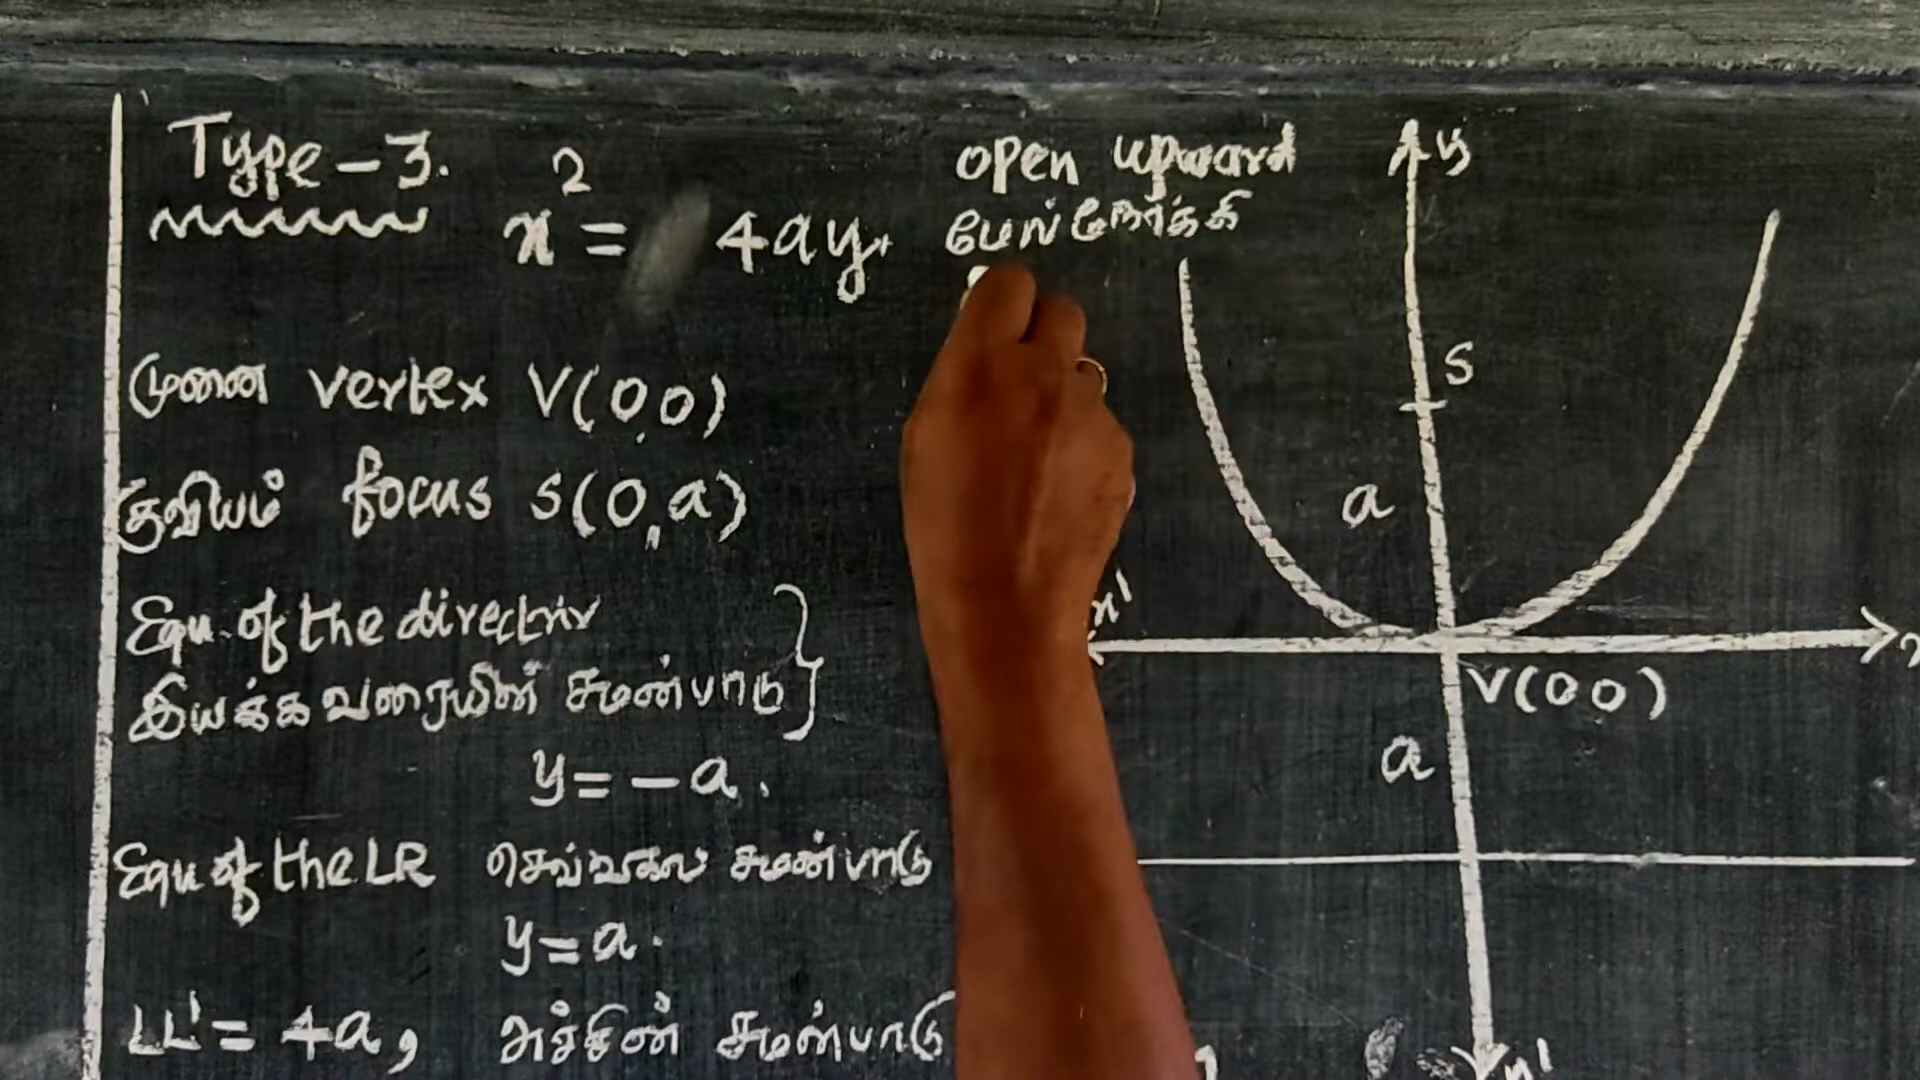 Type - 3.
x² = 4ay,
open upward
மேல் நோக்கி
முனை vertex V(0,0)
குவியம் focus S(0,a)
Equ. of the directrix
இயக்குவரையின் சமன்பாடு
y = - a.
Equ of the LR செவ்வகல சமன்பாடு
y = a.
LL' = 4a, அச்சின் சமன்பாடு
y
S
a
x'
V(0 0)
a
y'